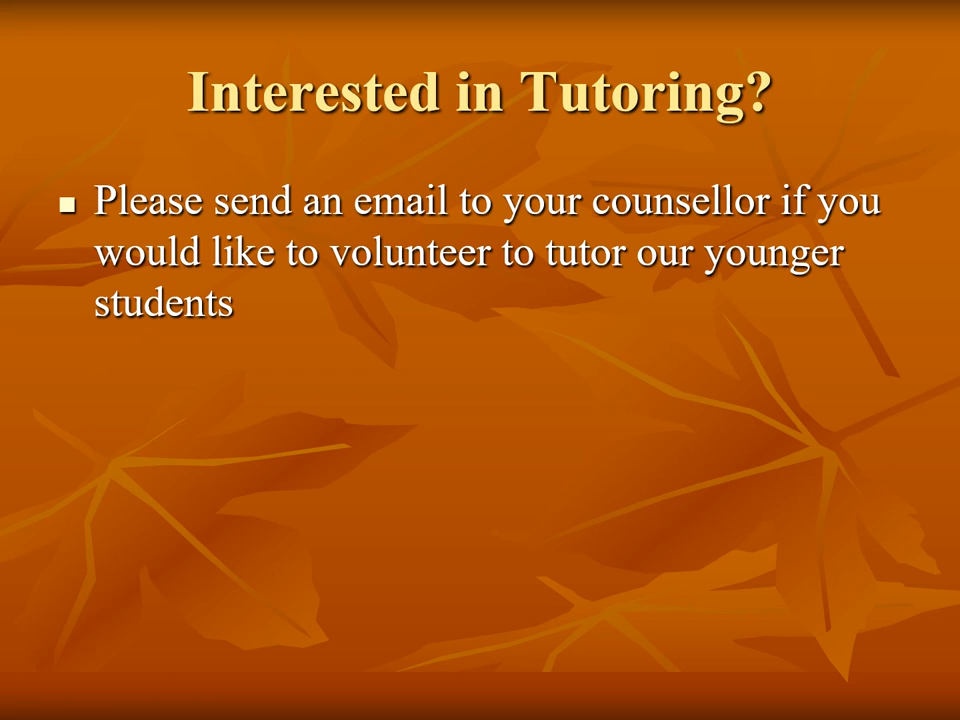 Interested in Tutoring?
Please send an email to your counsellor if you
would like to volunteer to tutor our younger
students